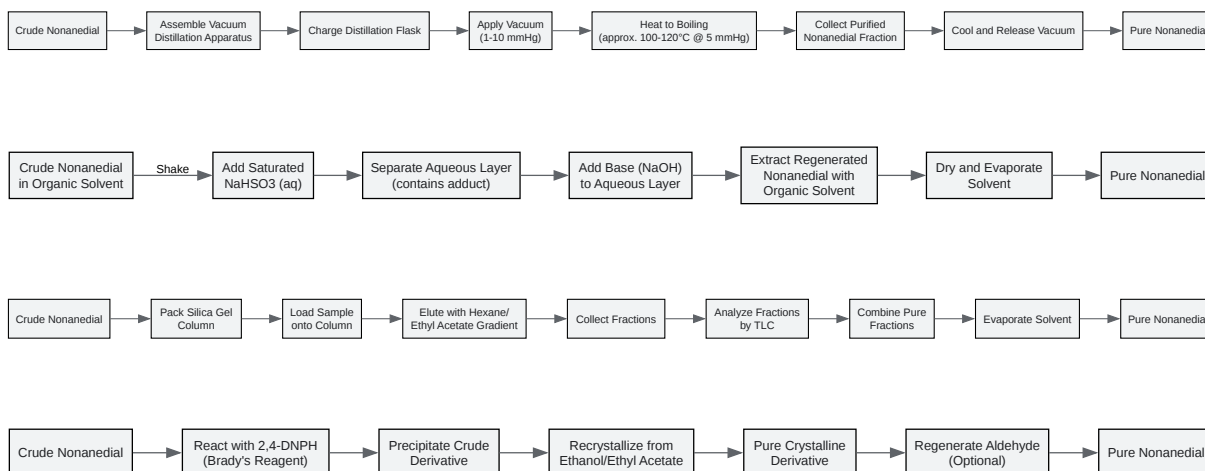 Crude Nonanedial
Assemble Vacuum
Distillation Apparatus
Charge Distillation Flask
Apply Vacuum
(1-10 mmHg)
Heat to Boiling
(approx. 100-120°C @ 5 mmHg)
Collect Purified
Nonanedial Fraction
Cool and Release Vacuum
Pure Nonanedial
Crude Nonanedial
in Organic Solvent
Shake
Add Saturated
NaHSO3 (aq)
Separate Aqueous Layer
(contains adduct)
Add Base (NaOH)
to Aqueous Layer
Extract Regenerated
Nonanedial with
Organic Solvent
Dry and Evaporate
Solvent
Pure Nonanedial
Crude Nonanedial
Pack Silica Gel
Column
Load Sample
onto Column
Elute with Hexane/
Ethyl Acetate Gradient
Collect Fractions
Analyze Fractions
by TLC
Combine Pure
Fractions
Evaporate Solvent
Pure Nonanedial
Crude Nonanedial
React with 2,4-DNPH
(Brady's Reagent)
Precipitate Crude
Derivative
Recrystallize from
Ethanol/Ethyl Acetate
Pure Crystalline
Derivative
Regenerate Aldehyde
(Optional)
Pure Nonanedial